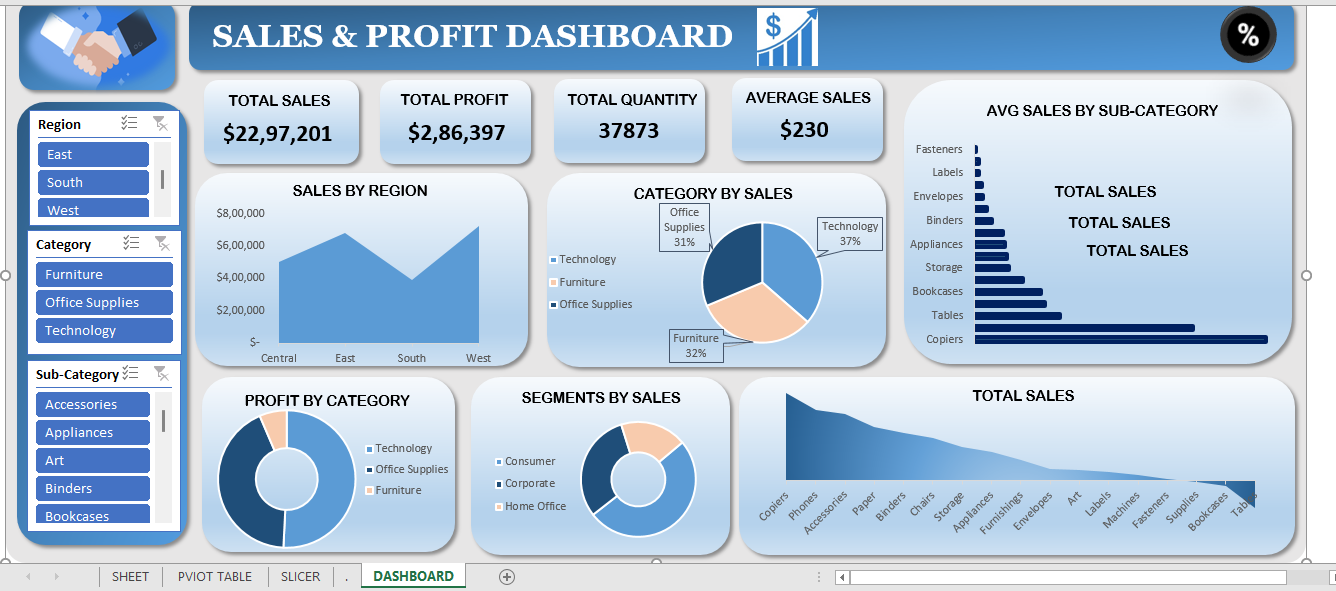 SALES & PROFIT DASHBOARD
$
%
Region
East
South
West
Category
Furniture
Office Supplies
Technology
Sub-Category
Accessories
Appliances
Art
Binders
Bookcases
TOTAL SALES
$22,97,201
TOTAL PROFIT
$2,86,397
TOTAL QUANTITY
37873
AVERAGE SALES
$230
SALES BY REGION
$8,00,000
$6,00,000
$4,00,000
$2,00,000
$-
Central
East
South
West
CATEGORY BY SALES
Office
Supplies
31%
Technology
37%
Furniture
32%
Technology
Furniture
Office Supplies
AVG SALES BY SUB-CATEGORY
Fasteners
Labels
Envelopes
Binders
Appliances
Storage
Bookcases
Tables
Copiers
TOTAL SALES
TOTAL SALES
TOTAL SALES
PROFIT BY CATEGORY
Technology
Office Supplies
Furniture
SEGMENTS BY SALES
Consumer
Corporate
Home Office
TOTAL SALES
Copiers
Phones
Accessories
Paper
Binders
Chairs
Storage
Appliances
Furnishings
Envelopes
Art
Labels
Machines
Fasteners
Supplies
Bookcases
Tables
SHEET
PVIOT TABLE
SLICER
.
DASHBOARD